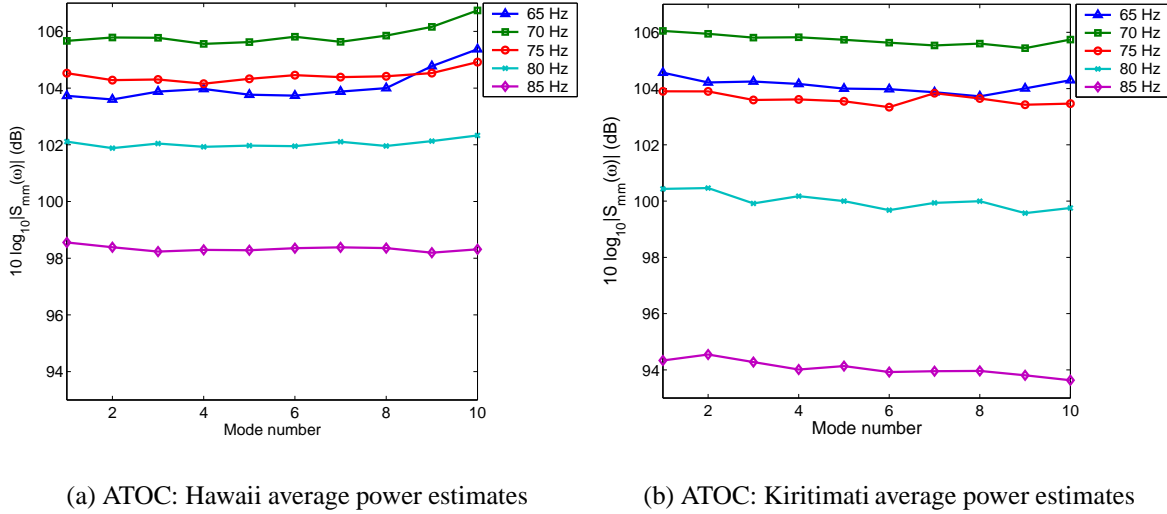 106
104
102
100
98
96
94
2 4 6 8 10
Mode number
10 log10|Smm(ω)| (dB)
65 Hz
70 Hz
75 Hz
80 Hz
85 Hz
(a) ATOC: Hawaii average power estimates
106
104
102
100
98
96
94
2 4 6 8 10
Mode number
10 log10|Smm(ω)| (dB)
65 Hz
70 Hz
75 Hz
80 Hz
85 Hz
(b) ATOC: Kiritimati average power estimates